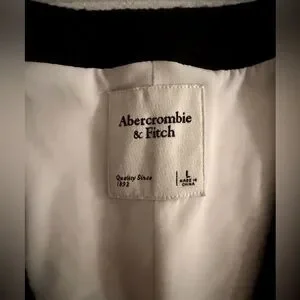 Abercrombie
& Fitch
Quality Since
1892
L
MADE IN
CHINA